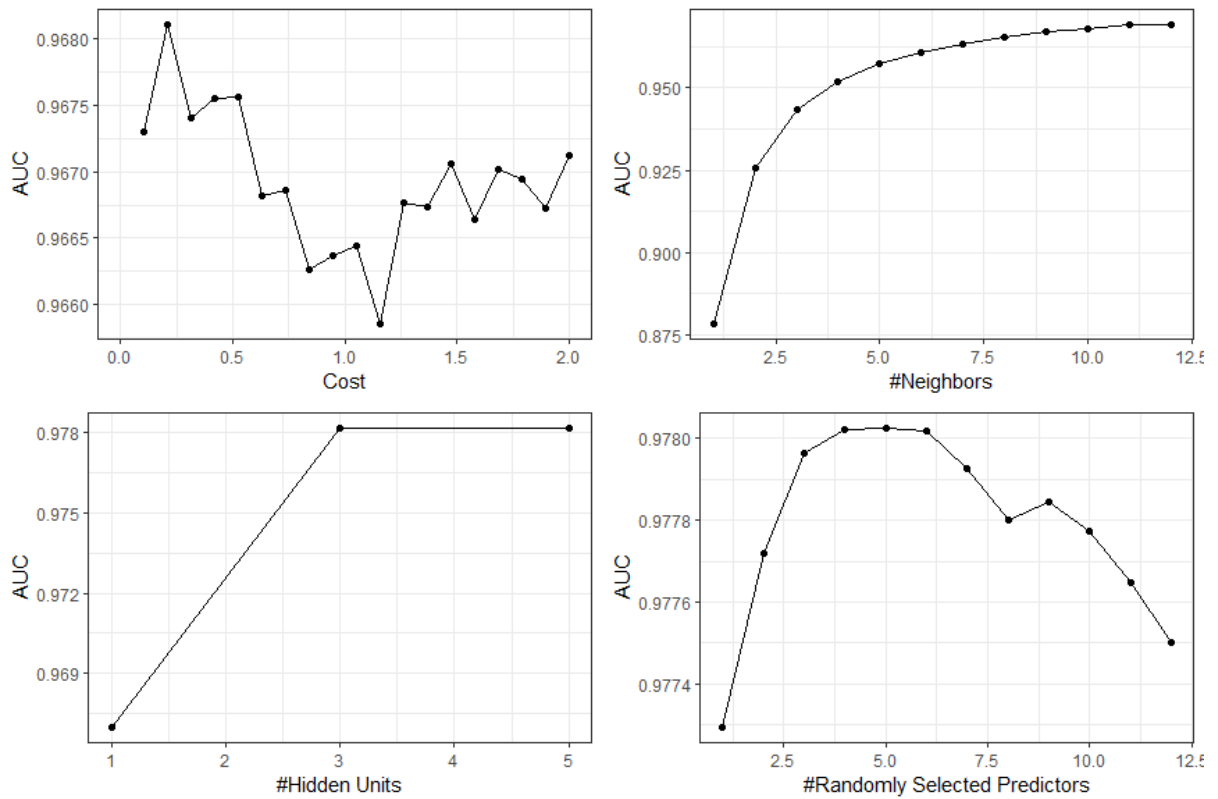 0.9680
0.9675
0.9670
0.9665
0.9660
AUC
0.0 0.5 1.0 1.5 2.0
Cost
0.950
0.925
0.900
0.875
AUC
2.5 5.0 7.5 10.0 12.5
#Neighbors
0.978
0.975
0.972
0.969
AUC
1 2 3 4 5
#Hidden Units
0.9780
0.9778
0.9776
0.9774
AUC
2.5 5.0 7.5 10.0 12.5
#Randomly Selected Predictors